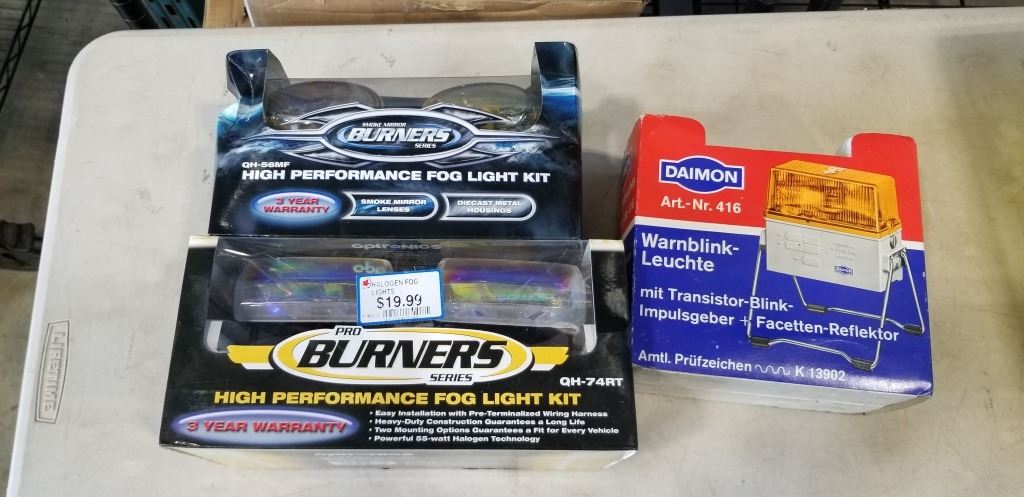 SMOKE MIRROR
BURNERS
SERIES
QH-56MF
HIGH PERFORMANCE FOG LIGHT KIT
3 YEAR
WARRANTY
SMOKE MIRROR
LENSES
DIECAST METAL
HOUSINGS
optronics
HALOGEN FOG
LIGHTS
$19.99
PRO
BURNERS
SERIES
QH-74RT
HIGH PERFORMANCE FOG LIGHT KIT
3 YEAR WARRANTY
• Easy Installation with Pre-Terminalized Wiring Harness
• Heavy-Duty Construction Guarantees a Long Life
• Two Mounting Options Guarantees a Fit for Every Vehicle
• Powerful 55-watt Halogen Technology
optronics
DAIMON
Art.-Nr. 416
Warnblink-
Leuchte
mit Transistor-Blink-
Impulsgeber + Facetten-Reflektor
Amtl. Prüfzeichen K 13902
LIFETIME